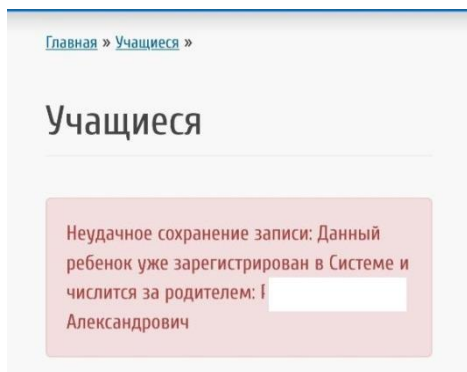 Главная » Учащиеся »
Учащиеся
Неудачное сохранение записи: Данный
ребенок уже зарегистрирован в Системе и
числится за родителем:
Александрович